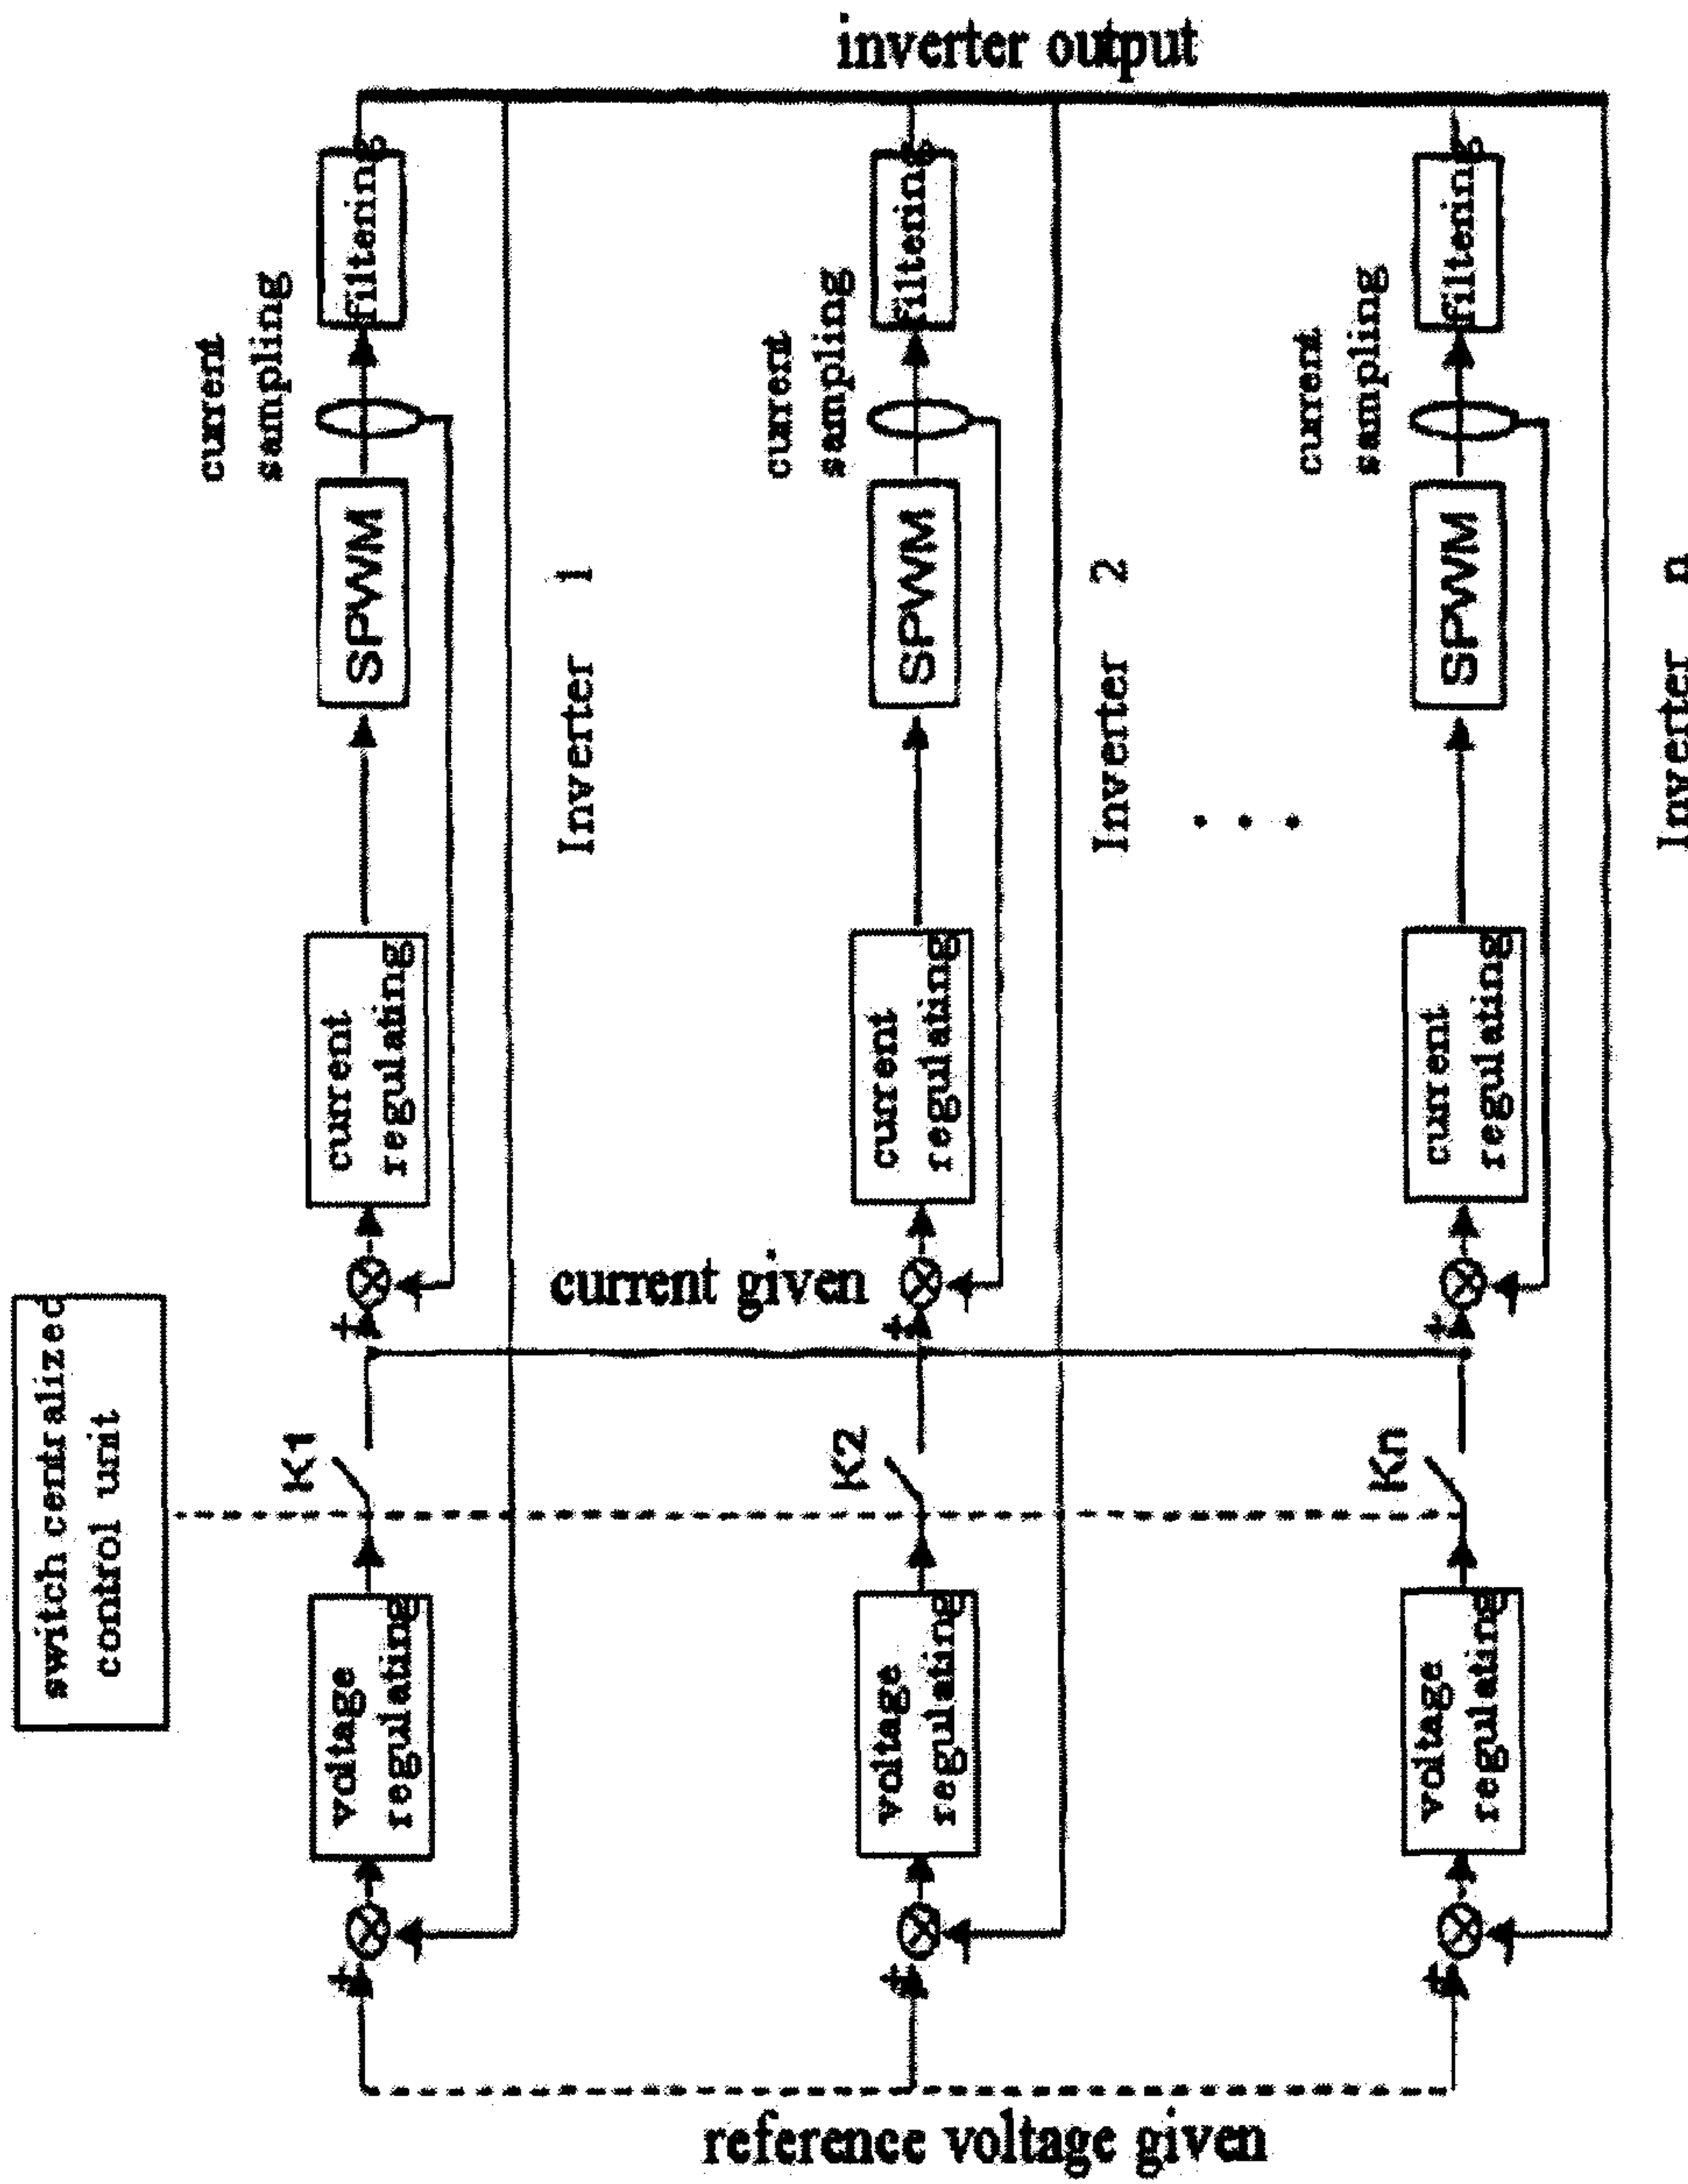 inverter output
filtering
filtering
filtering
current
sampling
current
sampling
current
sampling
SPWM
SPWM
SPWM
Inverter 1
Inverter 2
Inverter n
current
regulating
current
regulating
current
regulating
current given
+
-
+
-
+
-
switch centralized
control unit
K1
K2
Kn
voltage
regulating
voltage
regulating
voltage
regulating
+
-
+
-
+
-
reference voltage given